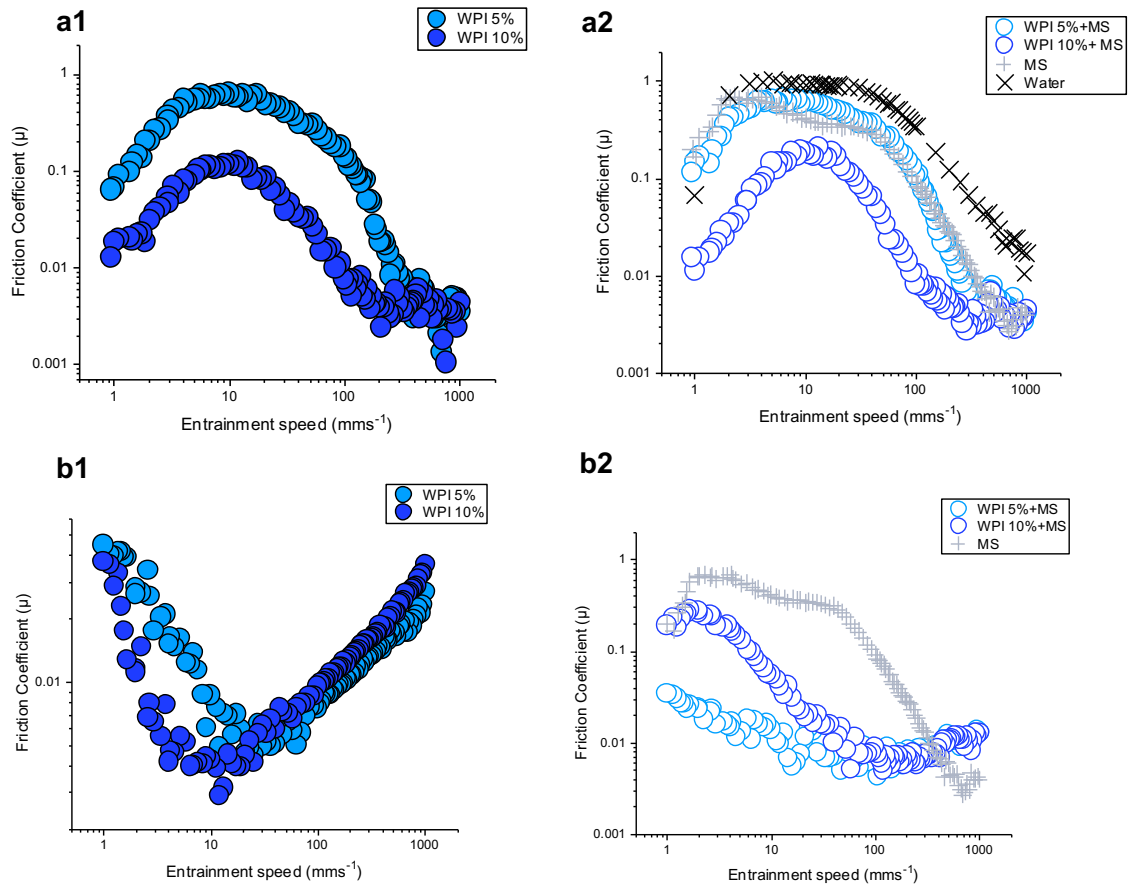 a1
WPI 5%
WPI 10%
Friction Coefficient (µ)
1
0.1
0.01
0.001
1
10
100
1000
Entrainment speed (mms⁻¹)
a2
WPI 5%+MS
WPI 10%+ MS
MS
Water
Friction Coefficient (µ)
1
0.1
0.01
0.001
1
10
100
1000
Entrainment speed (mms⁻¹)
b1
WPI 5%
WPI 10%
Friction Coefficient (µ)
0.01
1
10
100
1000
Entrainment speed (mms⁻¹)
b2
WPI 5%+MS
WPI 10%+MS
MS
Friction Coefficient (µ)
1
0.1
0.01
0.001
1
10
100
1000
Entrainment speed (mms⁻¹)